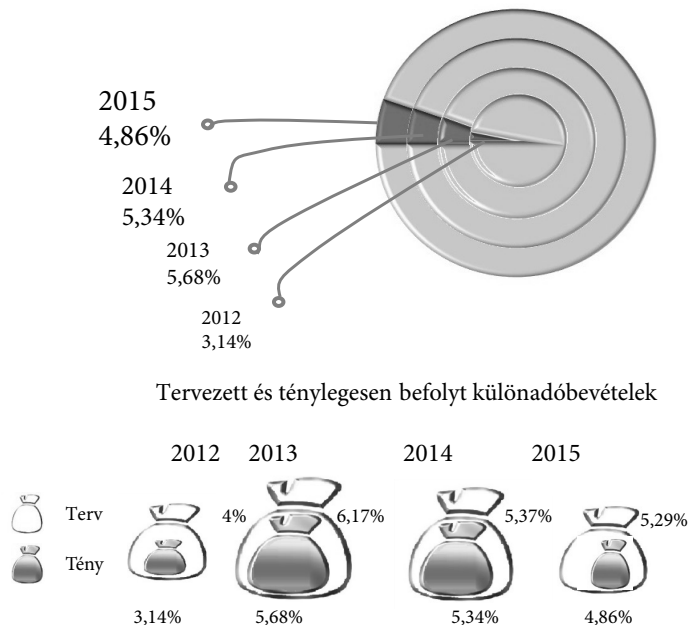 2015
4,86%
2014
5,34%
2013
5,68%
2012
3,14%
Tervezett és ténylegesen befolyt különadóbevételek
2012 2013 2014 2015
Terv 4% 6,17% 5,37% 5,29%
Tény
3,14% 5,68% 5,34% 4,86%